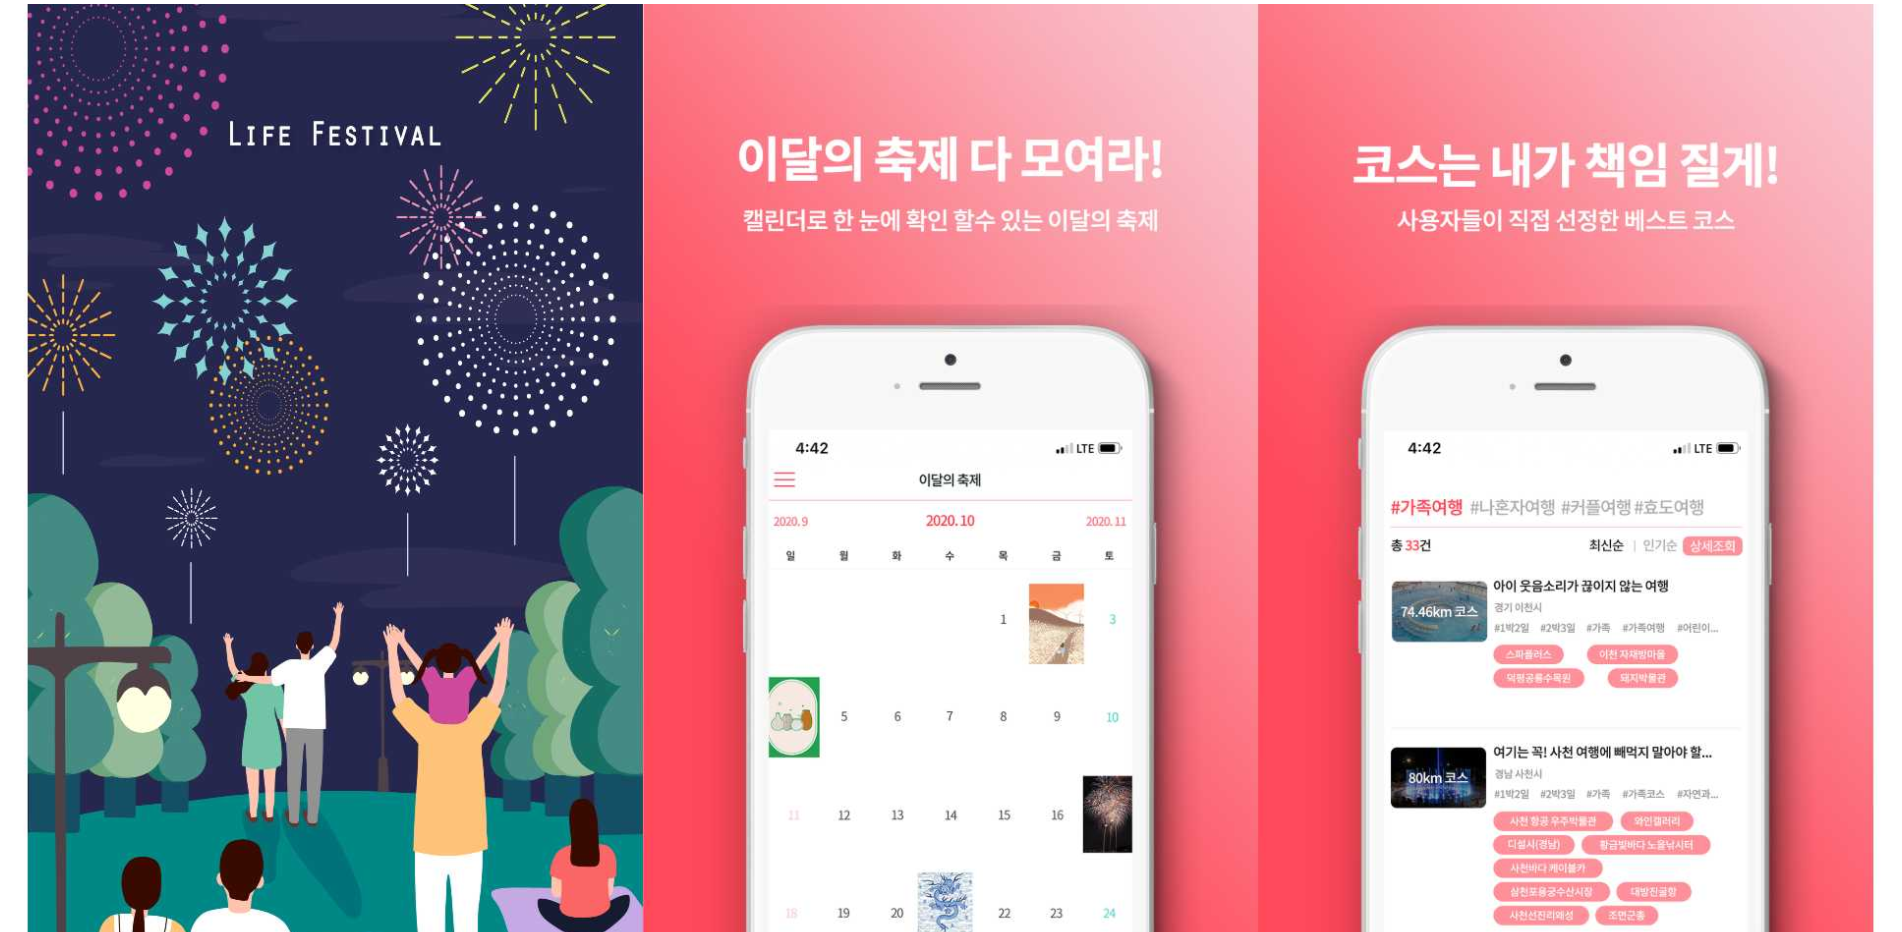 LIFE FESTIVAL
이달의 축제 다 모여라!
캘린더로 한 눈에 확인 할수 있는 이달의 축제
4:42
LTE
이달의 축제
2020.9 2020.10 2020.11
일 월 화 수 목 금 토
1 3
5 6 7 8 9 10
11 12 13 14 15 16
18 19 20 22 23 24
코스는 내가 책임 질게!
사용자들이 직접 선정한 베스트 코스
4:42
LTE
#가족여행 #나혼자여행 #커플여행 #효도여행
총 33건 최신순 | 인기순 상세조회
74.46km 코스
아이 웃음소리가 끊이지 않는 여행
경기 이천시
#1박2일 #2박3일 #가족 #가족여행 #어린이...
스파플러스 이천 자채방마을
덕평공룡수목원 돼지박물관
80km 코스
여기는 꼭! 사천 여행에 빼먹지 말아야 할...
경남 사천시
#1박2일 #2박3일 #가족 #가족코스 #자연과...
사천 항공 우주박물관 와인갤러리
다솔사(경남) 황금빛바다 노을낚시터
사천바다 케이블카
삼천포용궁수산시장 대방진굴항
사천선진리왜성 조명군총